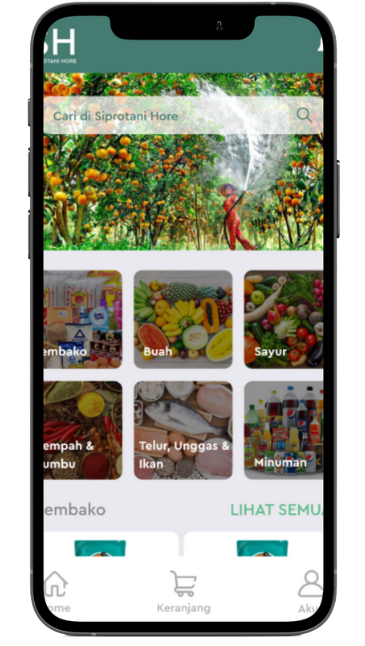 SH
OTANI HORE
Cari di Siprotani Hore
embako
Buah
Sayur
empah &
umbu
Telur, Unggas &
Ikan
Minuman
embako
LIHAT SEMU
ome
Keranjang
Aku